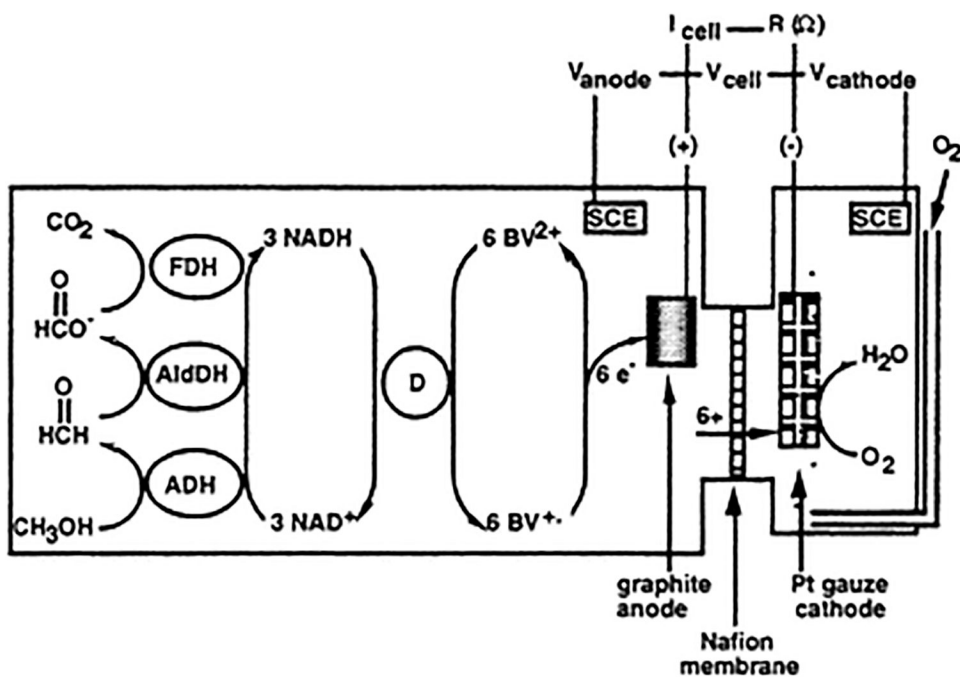 I cell — R (Ω)
V anode V cell V cathode
(+) (-) O2
SCE SCE
CO2 3 NADH 6 BV2+
FDH
O
HCO-
H2O
AldDH D 6 e-
O
HCH 6+
O2
ADH
CH3OH 3 NAD+ 6 BV+·
graphite
anode
Pt gauze
cathode
Nafion
membrane